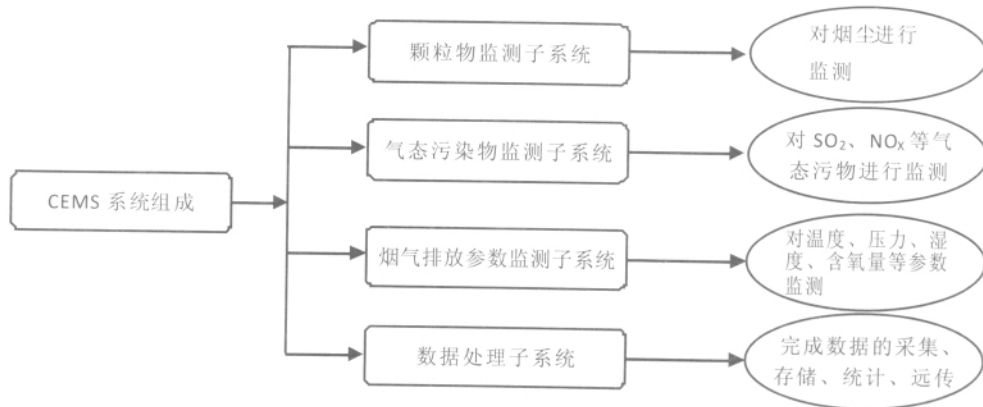 颗粒物监测子系统
对烟尘进行
监测
气态污染物监测子系统
对 SO₂、NOₓ 等气
态污物进行监测
CEMS 系统组成
烟气排放参数监测子系统
对温度、压力、湿
度、含氧量等参数
监测
数据处理子系统
完成数据的采集、
存储、统计、远传